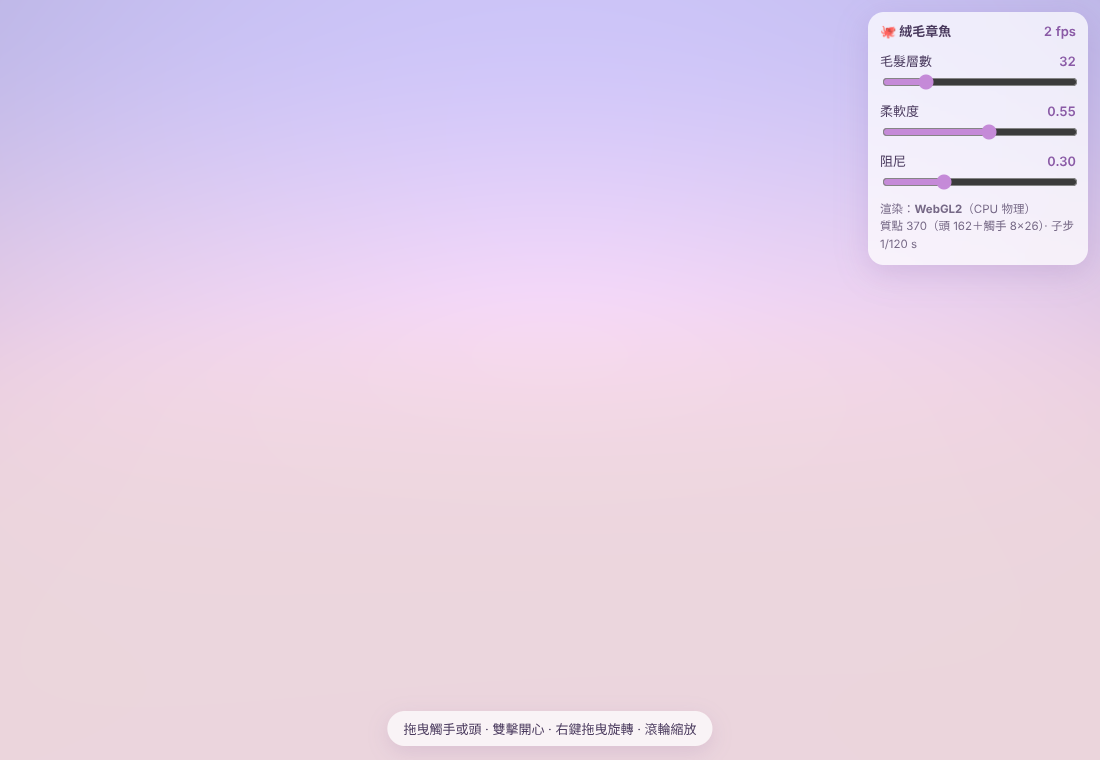 🐙 絨毛章魚 2 fps
毛髮層數 32
柔軟度 0.55
阻尼 0.30
渲染：WebGL2（CPU 物理）
質點 370（頭 162＋觸手 8×26）· 子步
1/120 s
拖曳觸手或頭 · 雙擊開心 · 右鍵拖曳旋轉 · 滾輪縮放